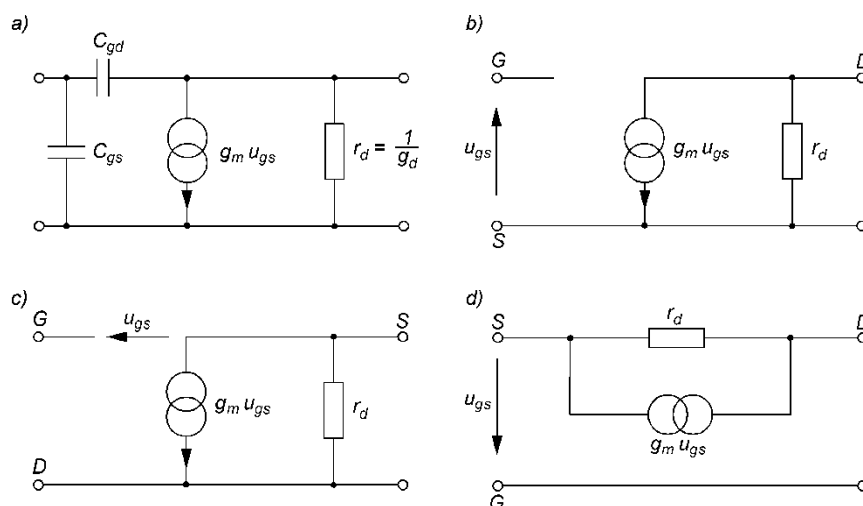 a)
C_gd
C_gs
g_m u_gs
r_d = 1/g_d
b)
G
D
u_gs
g_m u_gs
r_d
S
c)
G
u_gs
S
g_m u_gs
r_d
D
d)
S
r_d
D
u_gs
g_m u_gs
G